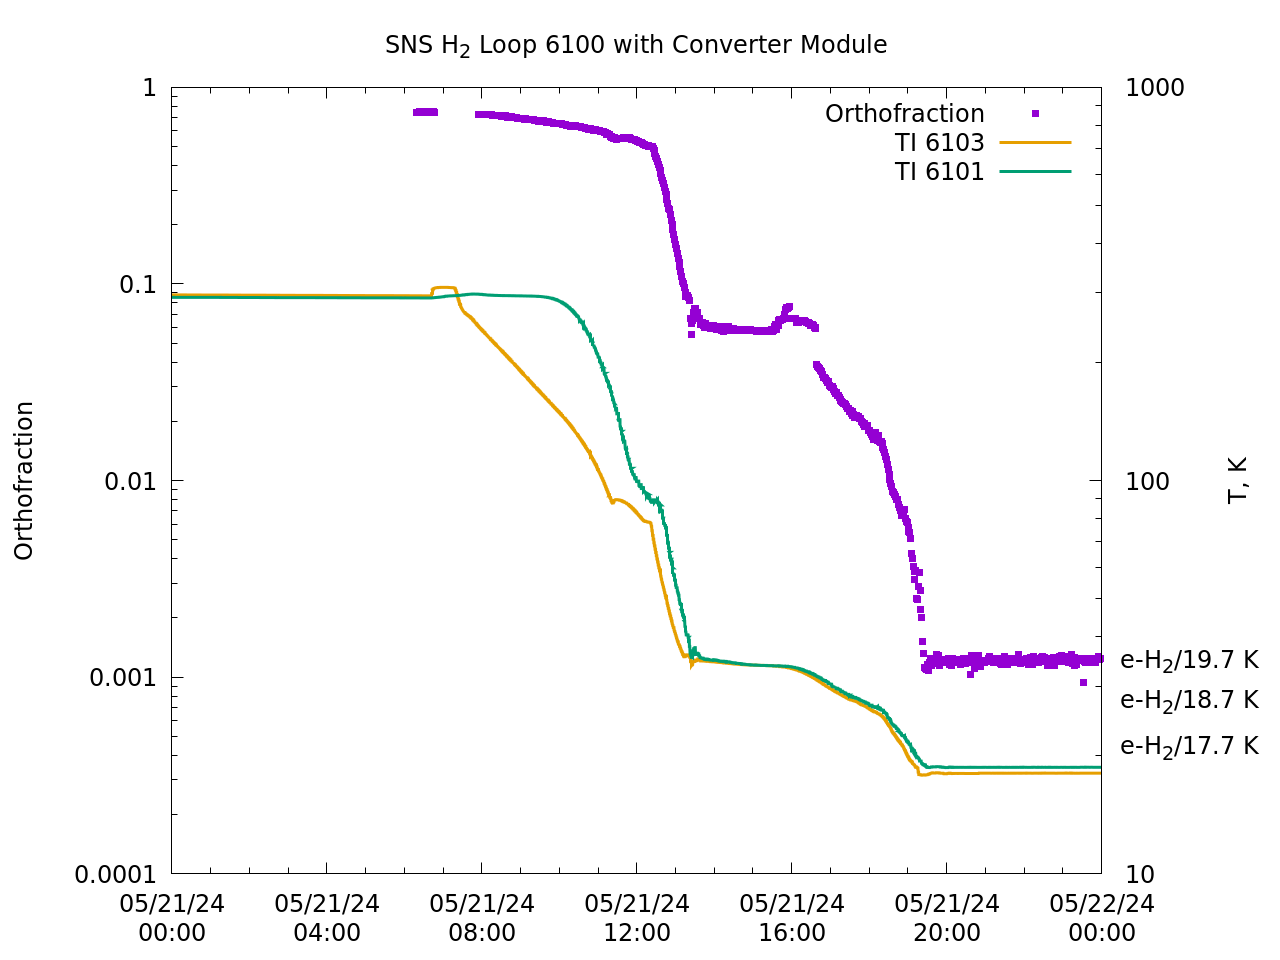 SNS H2 Loop 6100 with Converter Module
1
1000
Orthofraction
TI 6103
TI 6101
0.1
Orthofraction
0.01
100
T, K
0.001
e-H2/19.7 K
e-H2/18.7 K
e-H2/17.7 K
0.0001
10
05/21/24 05/21/24 05/21/24 05/21/24 05/21/24 05/21/24 05/22/24
00:00 04:00 08:00 12:00 16:00 20:00 00:00